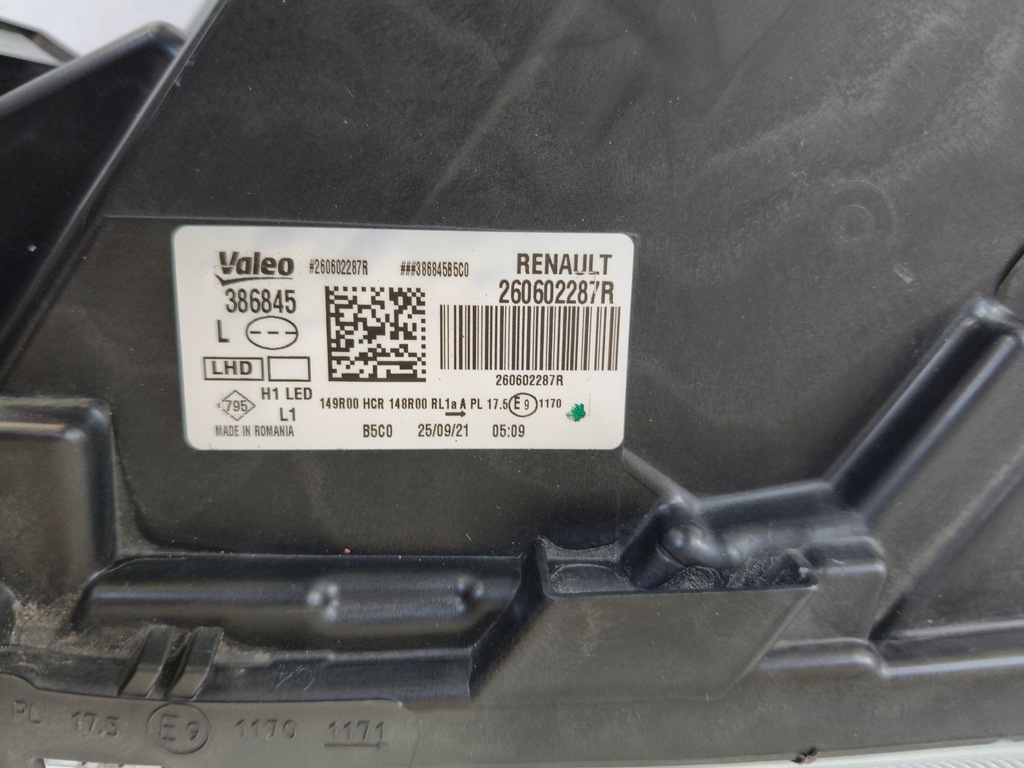 Valeo #260602287R ###386845B5C0 RENAULT
386845 260602287R
L
LHD
260602287R
H1 LED
795 149R00 HCR 148R00 RL1a A PL 17.5 E9 1170
L1
MADE IN ROMANIA B5C0 25/09/21 05:09
PL 17.5 E9 1170 1171